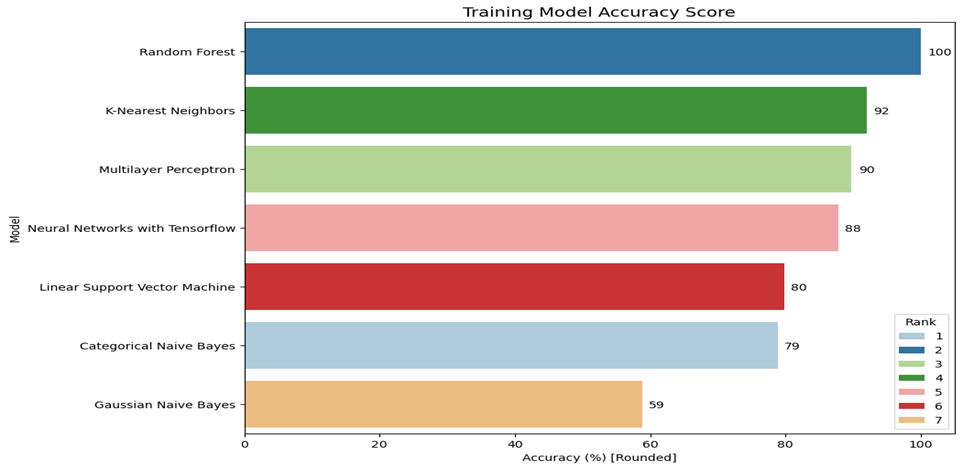 Training Model Accuracy Score
Random Forest
100
K-Nearest Neighbors
92
Multilayer Perceptron
90
Neural Networks with Tensorflow
88
Linear Support Vector Machine
80
Categorical Naive Bayes
79
Gaussian Naive Bayes
59
Model
Rank
1
2
3
4
5
6
7
0 20 40 60 80 100
Accuracy (%) [Rounded]